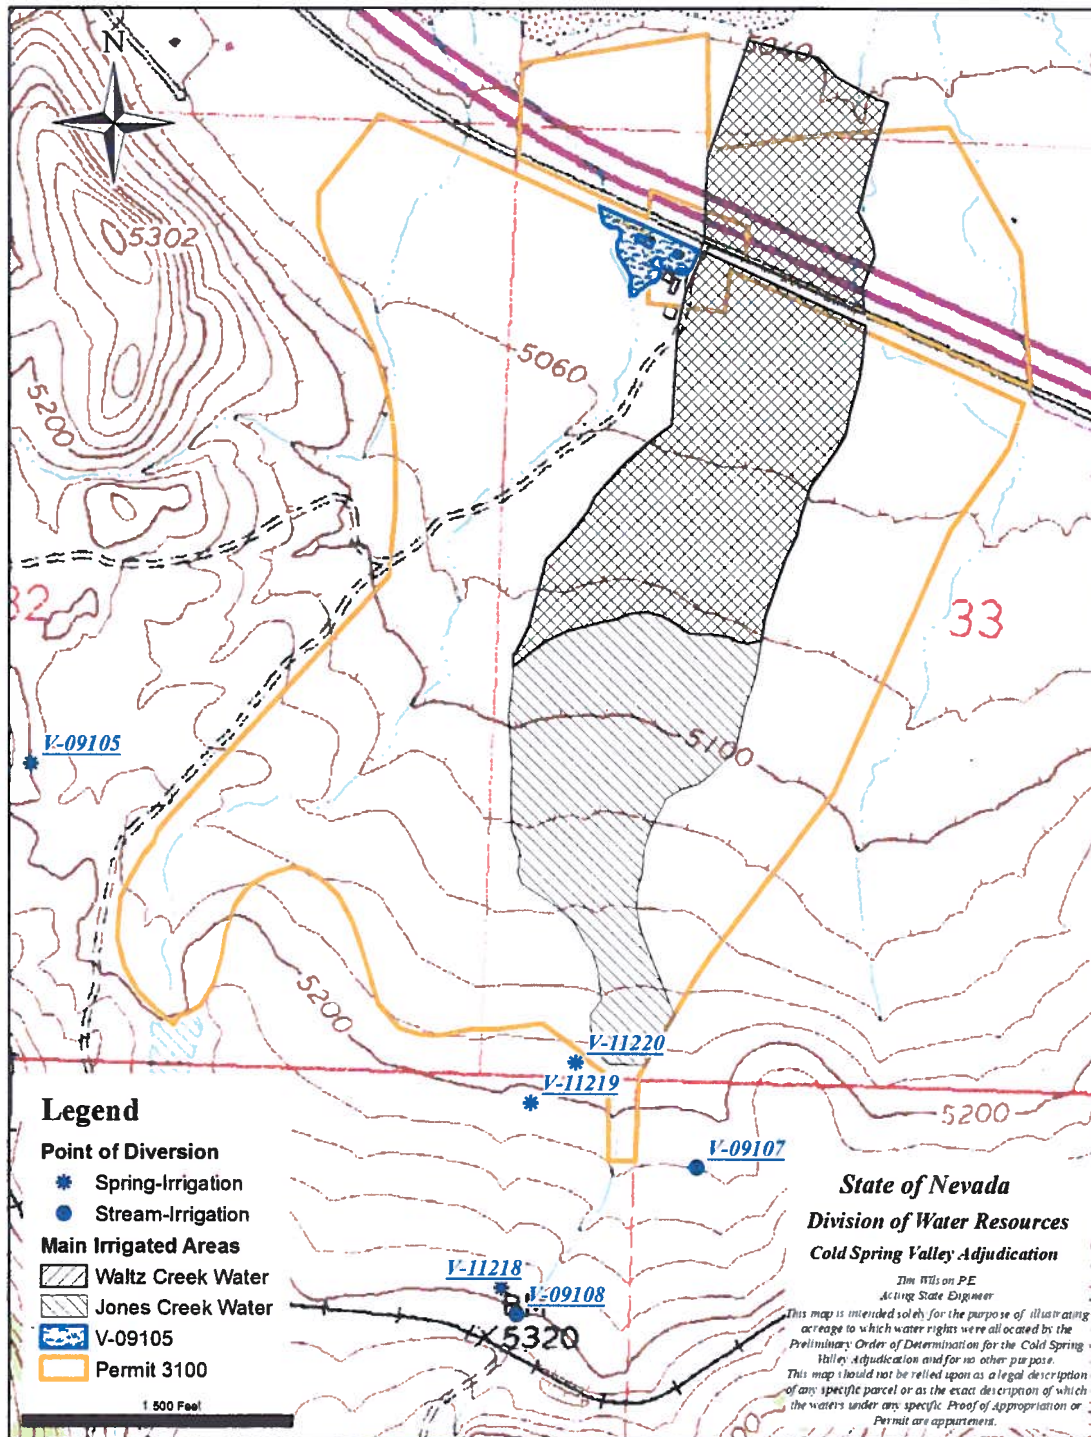 5060
N
5302
5060
5200
32
33
V-09105
5100
5200
V-11220
V-11219
5200
V-09107
Legend
Point of Diversion
Spring-Irrigation
Stream-Irrigation
Main Irrigated Areas
Waltz Creek Water
Jones Creek Water
V-09105
Permit 3100
1 500 Feet
V-11218
V-09108
5320
State of Nevada
Division of Water Resources
Cold Spring Valley Adjudication
Tim Wilson PE
Acting State Engineer
This map is intended solely for the purpose of illustrating
acreage to which water rights were allocated by the
Preliminary Order of Determination for the Cold Spring
Valley Adjudication and for no other purpose.
This map should not be relied upon as a legal description
of any specific parcel or as the exact description of which
the waters under any specific Proof of Appropriation or
Permit are appurtenent.